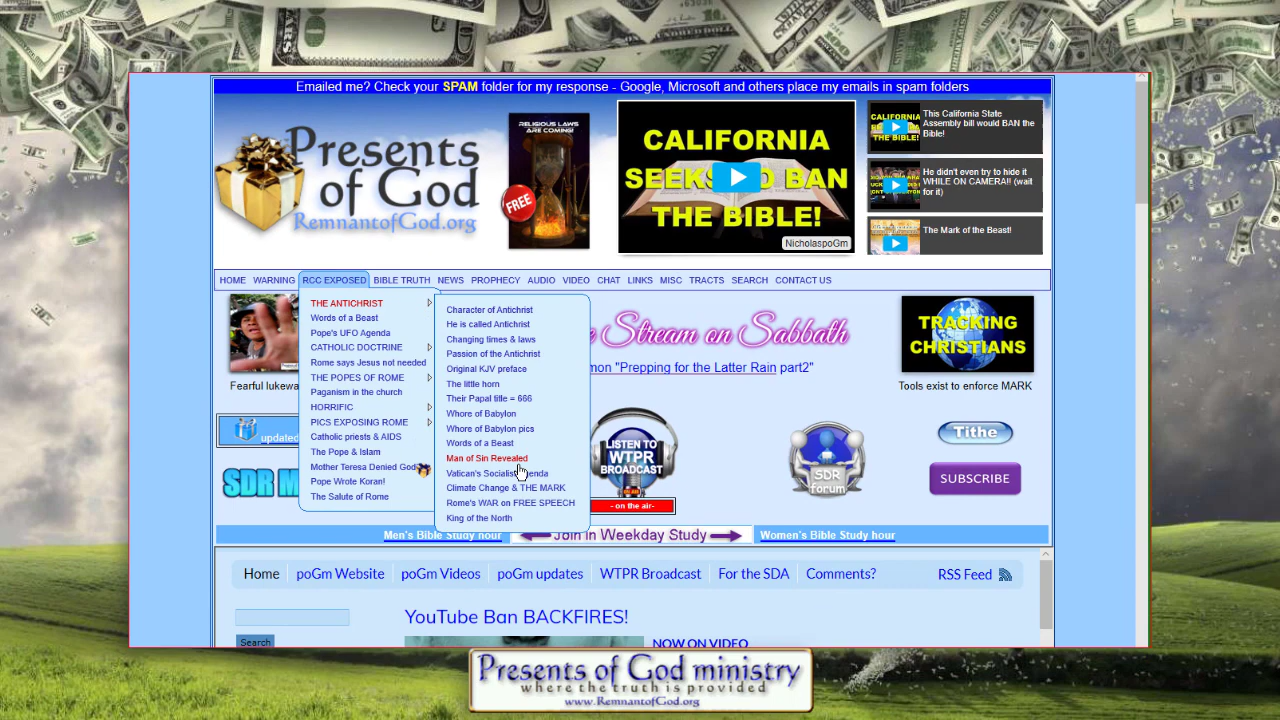 Emailed me? Check your SPAM folder for my response - Google, Microsoft and others place my emails in spam folders
Presents
of God
RemnantofGod.org
RELIGIOUS LAWS
ARE COMING!
FREE
CALIFORNIA
SEEKS TO BAN
THE BIBLE!
NicholaspoGm
This California State
Assembly bill would BAN the
Bible!
He didn't even try to hide it
WHILE ON CAMERA!! (wait
for it)
The Mark of the Beast!
HOME WARNING RCC EXPOSED BIBLE TRUTH NEWS PROPHECY AUDIO VIDEO CHAT LINKS MISC TRACTS SEARCH CONTACT US
THE ANTICHRIST
Words of a Beast
Pope's UFO Agenda
CATHOLIC DOCTRINE
Rome says Jesus not needed
THE POPES OF ROME
Paganism in the church
HORRIFIC
PICS EXPOSING ROME
Catholic priests & AIDS
The Pope & Islam
Mother Teresa Denied God
Pope Wrote Koran!
The Salute of Rome
Character of Antichrist
He is called Antichrist
Changing times & laws
Passion of the Antichrist
Original KJV preface
The little horn
Their Papal title = 666
Whore of Babylon
Whore of Babylon pics
Words of a Beast
Man of Sin Revealed
Vatican's Socialist enda
Climate Change & THE MARK
Rome's WAR on FREE SPEECH
King of the North
e Stream on Sabbath
mon "Prepping for the Latter Rain part2"
TRACKING
CHRISTIANS
Fearful lukewa
Tools exist to enforce MARK
updated
SDR M
LISTEN TO
WTPR
BROADCAST
ON AIR
- on the air-
SDR
forum
Tithe
SUBSCRIBE
Men's Bible Study hour Join in Weekday Study Women's Bible Study hour
Home poGm Website poGm Videos poGm updates WTPR Broadcast For the SDA Comments? RSS Feed
YouTube Ban BACKFIRES!
Search
NOW ON VIDEO
Presents of God ministry
where the truth is provided
www.RemnantofGod.org